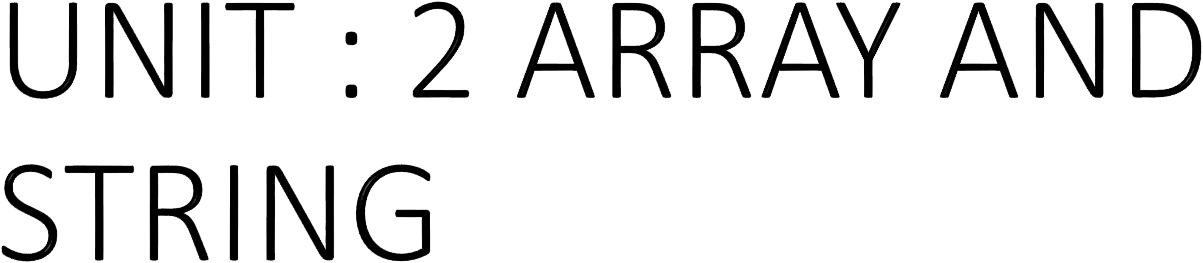 UNIT : 2 ARRAY AND
STRING